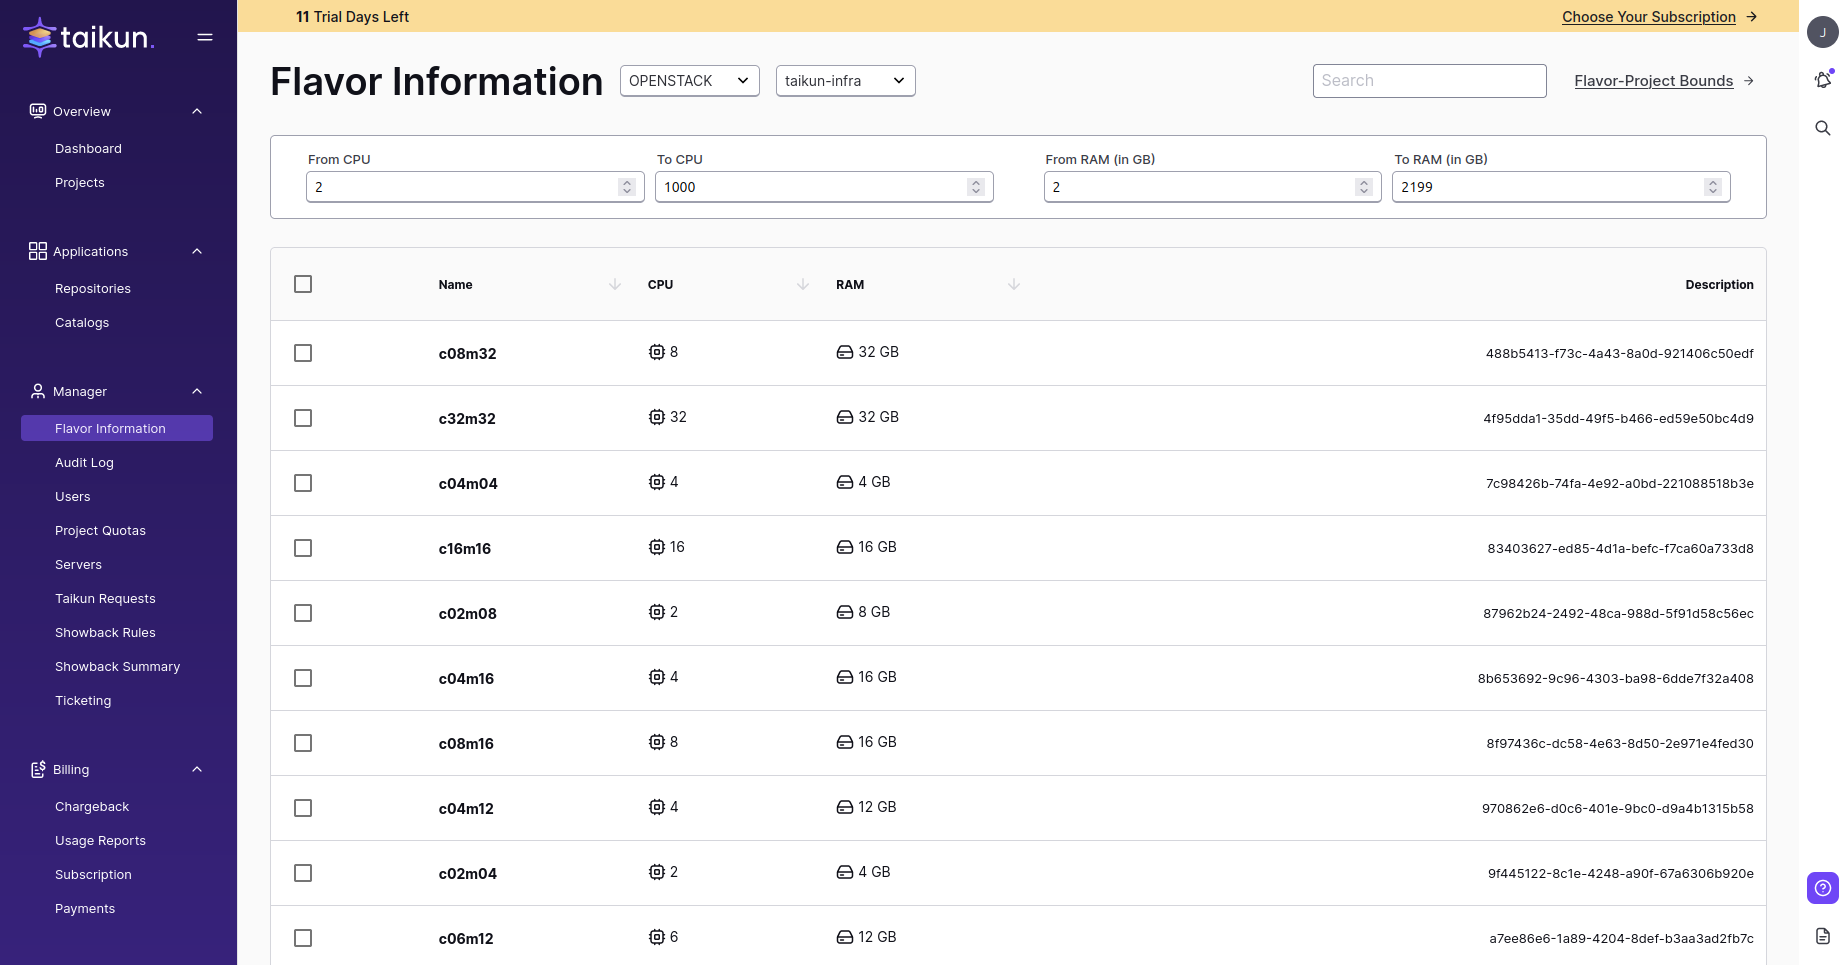 taikun.
Overview
Dashboard
Projects
Applications
Repositories
Catalogs
Manager
Flavor Information
Audit Log
Users
Project Quotas
Servers
Taikun Requests
Showback Rules
Showback Summary
Ticketing
Billing
Chargeback
Usage Reports
Subscription
Payments
11 Trial Days Left Choose Your Subscription →
Flavor Information OPENSTACK taikun-infra Search Flavor-Project Bounds →
From CPU To CPU From RAM (in GB) To RAM (in GB)
2 1000 2 2199
Name CPU RAM Description
c08m32 8 32 GB 488b5413-f73c-4a43-8a0d-921406c50edf
c32m32 32 32 GB 4f95dda1-35dd-49f5-b466-ed59e50bc4d9
c04m04 4 4 GB 7c98426b-74fa-4e92-a0bd-221088518b3e
c16m16 16 16 GB 83403627-ed85-4d1a-befc-f7ca60a733d8
c02m08 2 8 GB 87962b24-2492-48ca-988d-5f91d58c56ec
c04m16 4 16 GB 8b653692-9c96-4303-ba98-6dde7f32a408
c08m16 8 16 GB 8f97436c-dc58-4e63-8d50-2e971e4fed30
c04m12 4 12 GB 970862e6-d0c6-401e-9bc0-d9a4b1315b58
c02m04 2 4 GB 9f445122-8c1e-4248-a90f-67a6306b920e
c06m12 6 12 GB a7ee86e6-1a89-4204-8def-b3aa3ad2fb7c
J